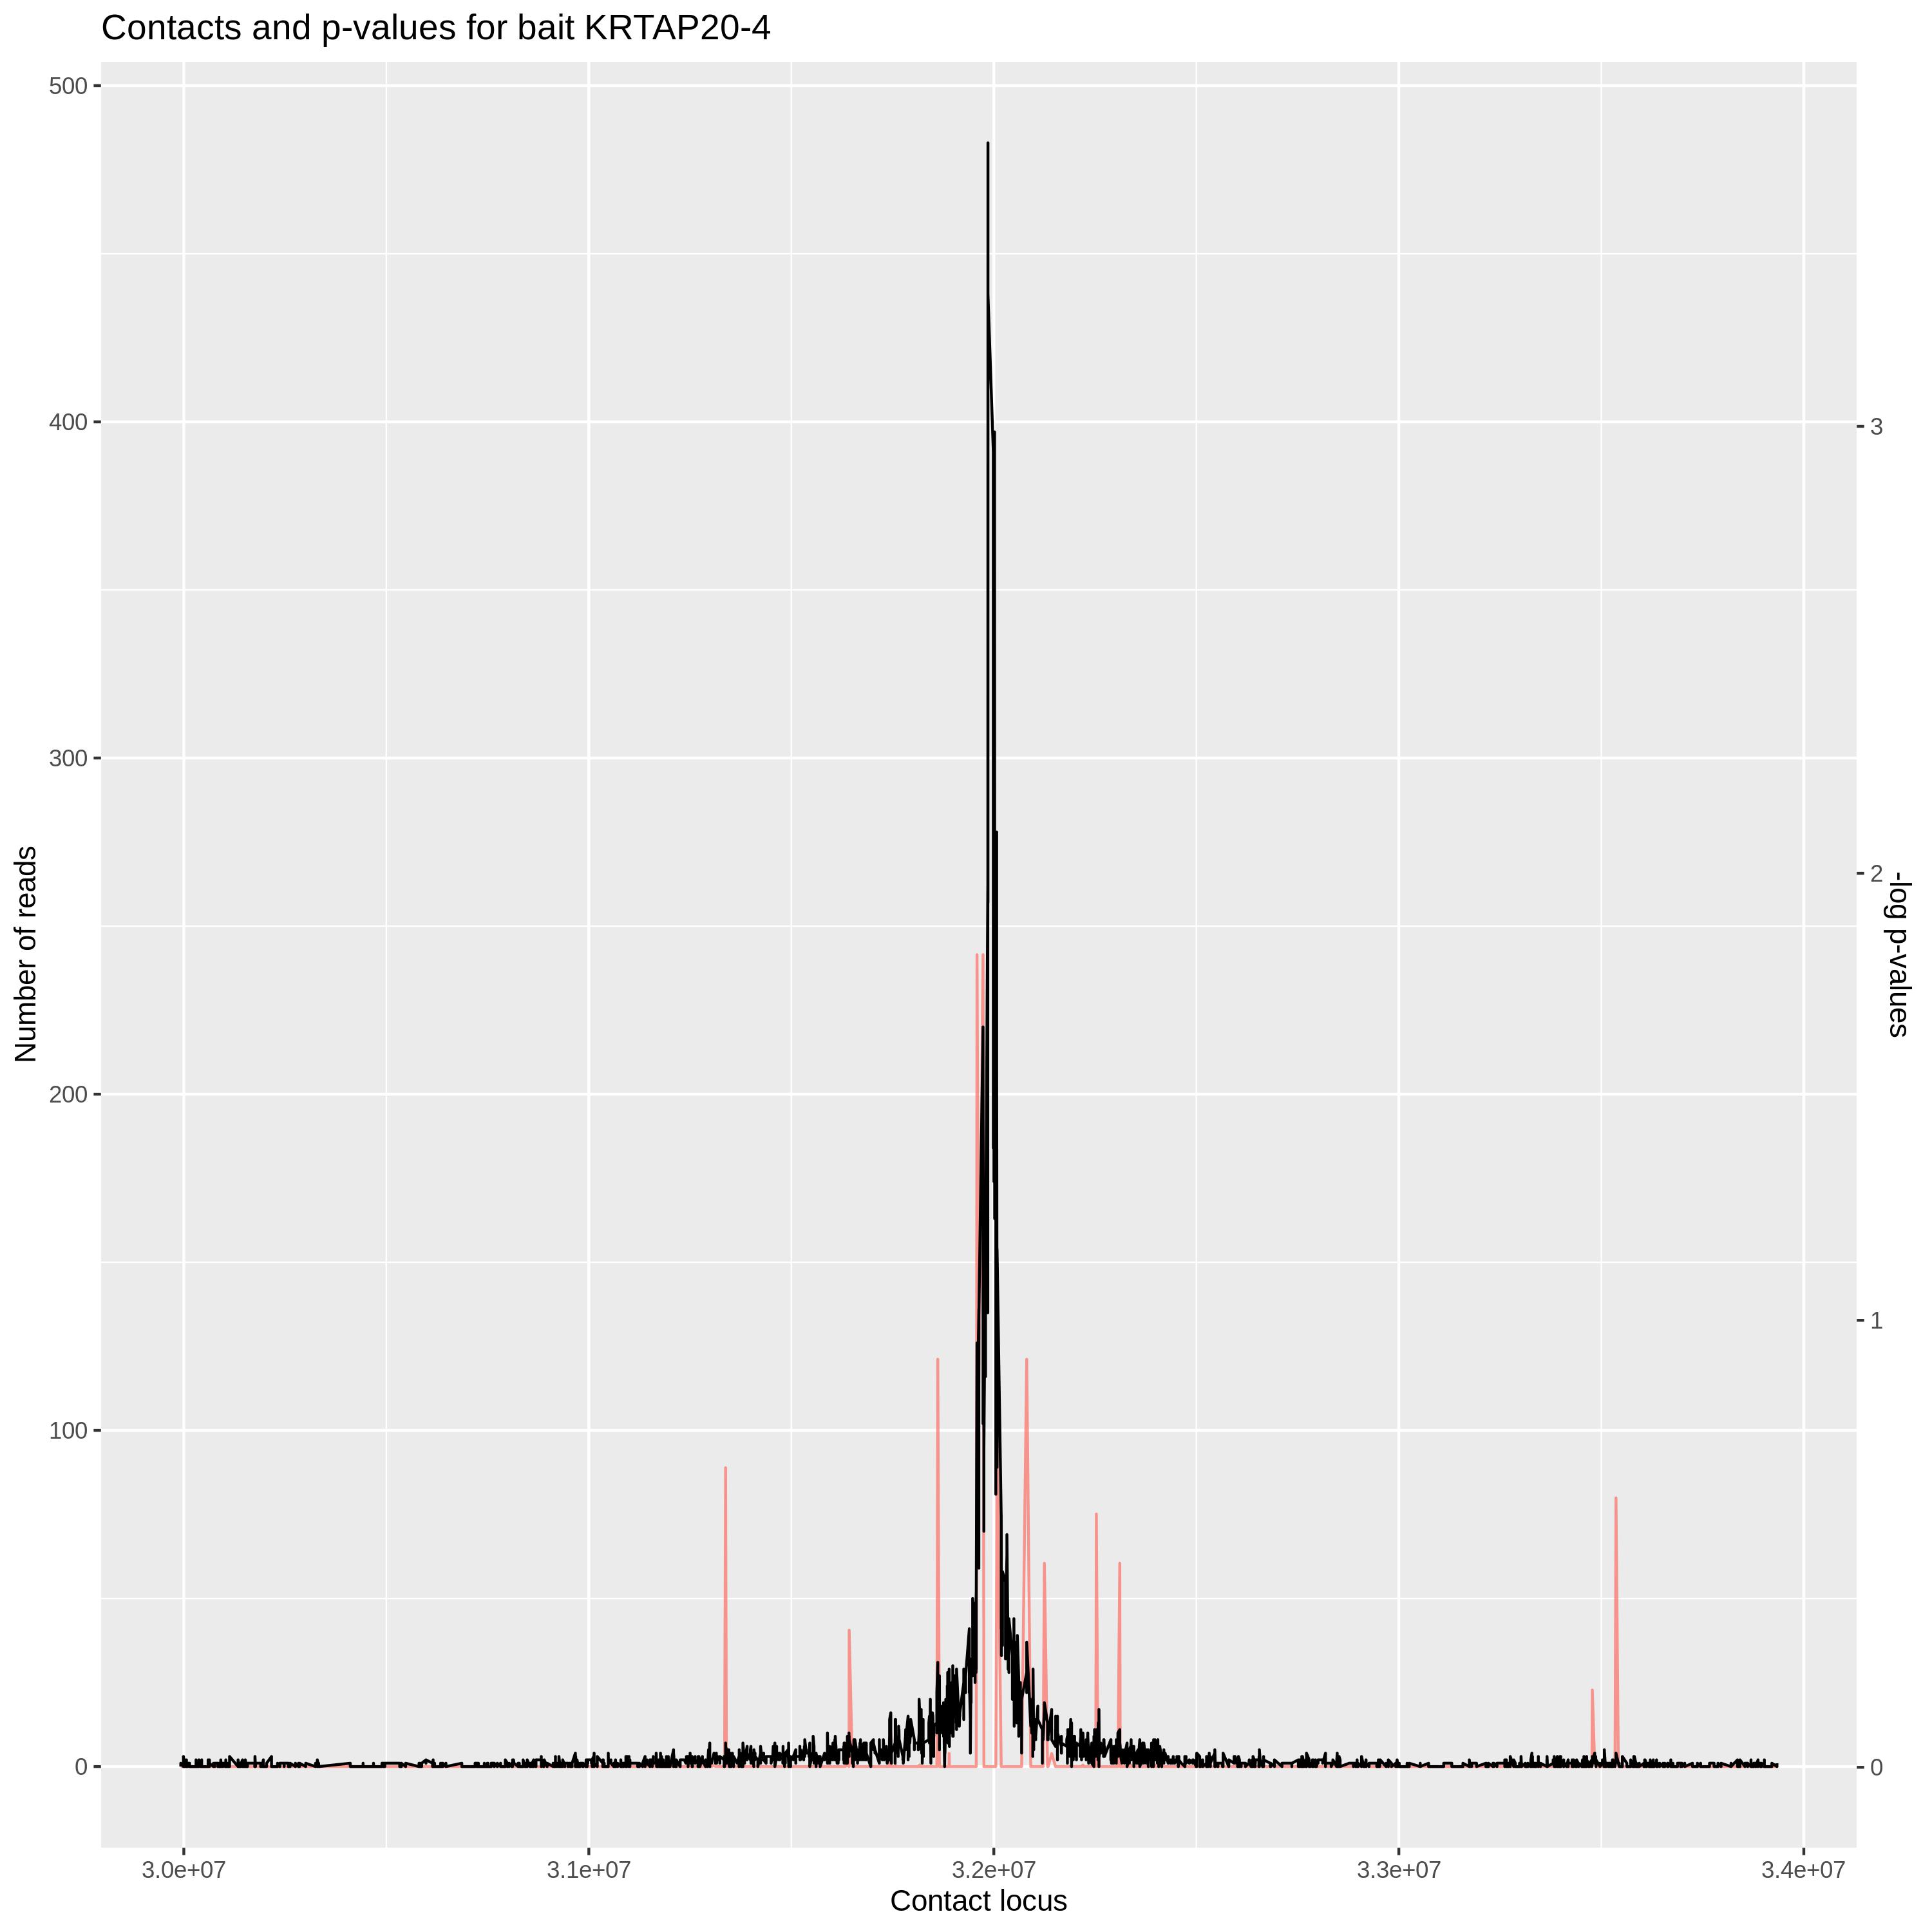 Contacts and p-values for bait KRTAP20-4
500
400
300
200
100
0
Number of reads
3
2
1
0
-log p-values
3.0e+07 3.1e+07 3.2e+07 3.3e+07 3.4e+07
Contact locus